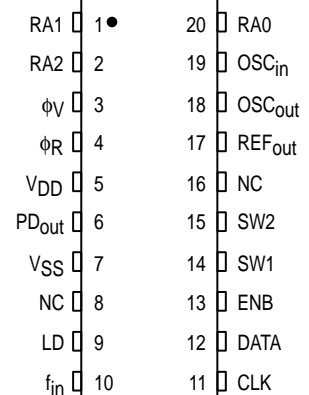 RA1 1 20 RA0
RA2 2 19 OSCin
ϕV 3 18 OSCout
ϕR 4 17 REFout
VDD 5 16 NC
PDout 6 15 SW2
VSS 7 14 SW1
NC 8 13 ENB
LD 9 12 DATA
fin 10 11 CLK